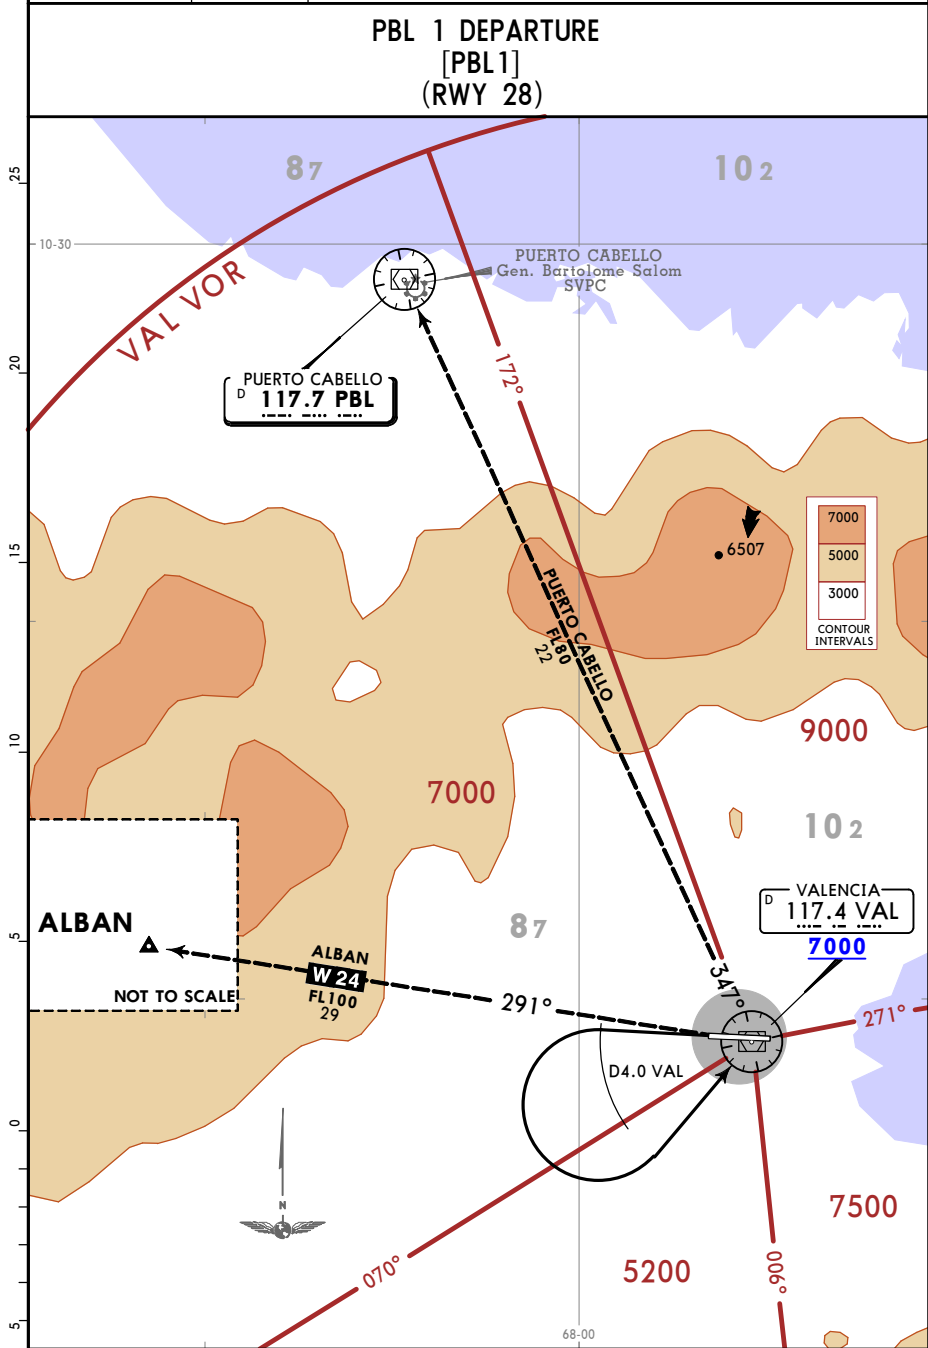 PBL 1 DEPARTURE
[PBL1]
(RWY 28)
25
87
102
10-30
PUERTO CABELLO
Gen. Bartolome Salom
SVPC
VAL VOR
20
PUERTO CABELLO
D 117.7 PBL
172°
15
6507
7000
5000
3000
CONTOUR
INTERVALS
PUERTO CABELLO
FL80
22
10
9000
7000
102
VALENCIA
D 117.4 VAL
7000
5
ALBAN
87
ALBAN
W 24
FL100
29
NOT TO SCALE
291°
347°
271°
D4.0 VAL
0
N
7500
070°
5200
006°
5
68-00